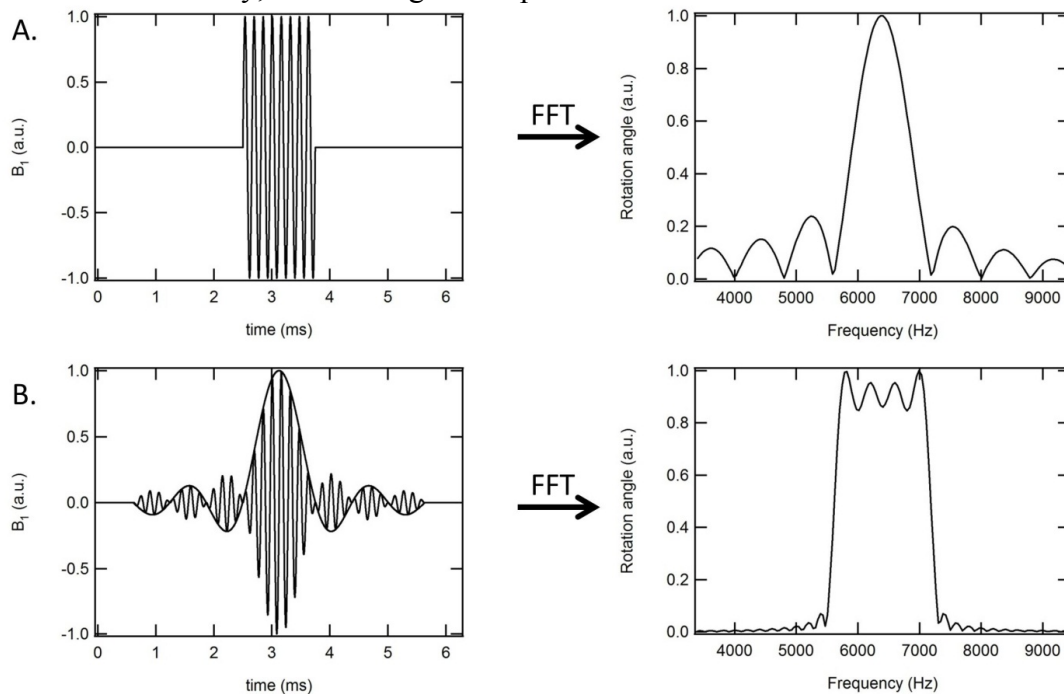 A.
1.0
0.5
0.0
-0.5
-1.0
B₁ (a.u.)
0 1 2 3 4 5 6
time (ms)
FFT
1.0
0.8
0.6
0.4
0.2
0.0
Rotation angle (a.u.)
4000 5000 6000 7000 8000 9000
Frequency (Hz)
B.
1.0
0.5
0.0
-0.5
-1.0
B₁ (a.u.)
0 1 2 3 4 5 6
time (ms)
FFT
1.0
0.8
0.6
0.4
0.2
0.0
Rotation angle (a.u.)
4000 5000 6000 7000 8000 9000
Frequency (Hz)